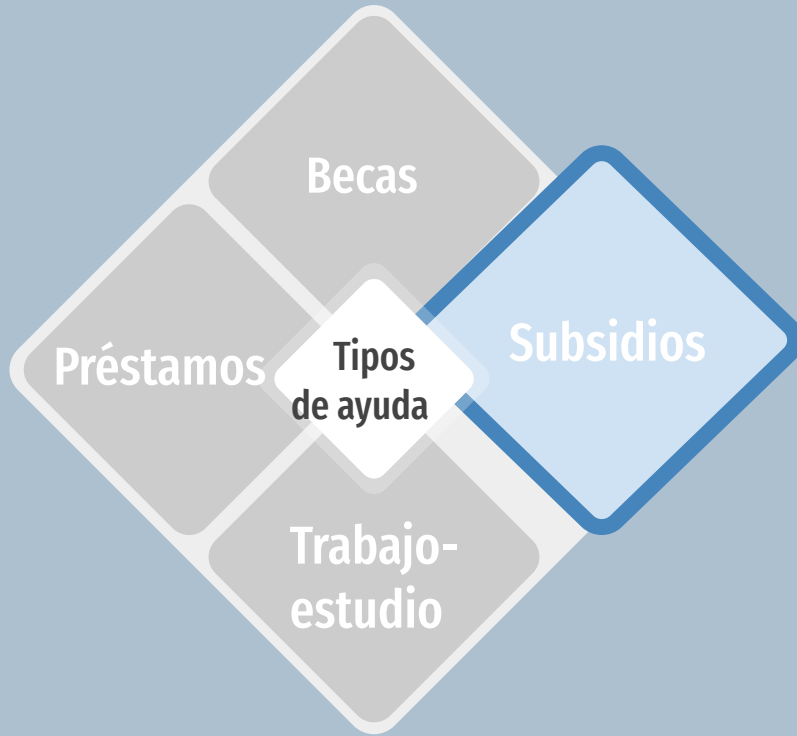 Becas
Subsidios
Préstamos
Tipos
de ayuda
Trabajo-
estudio